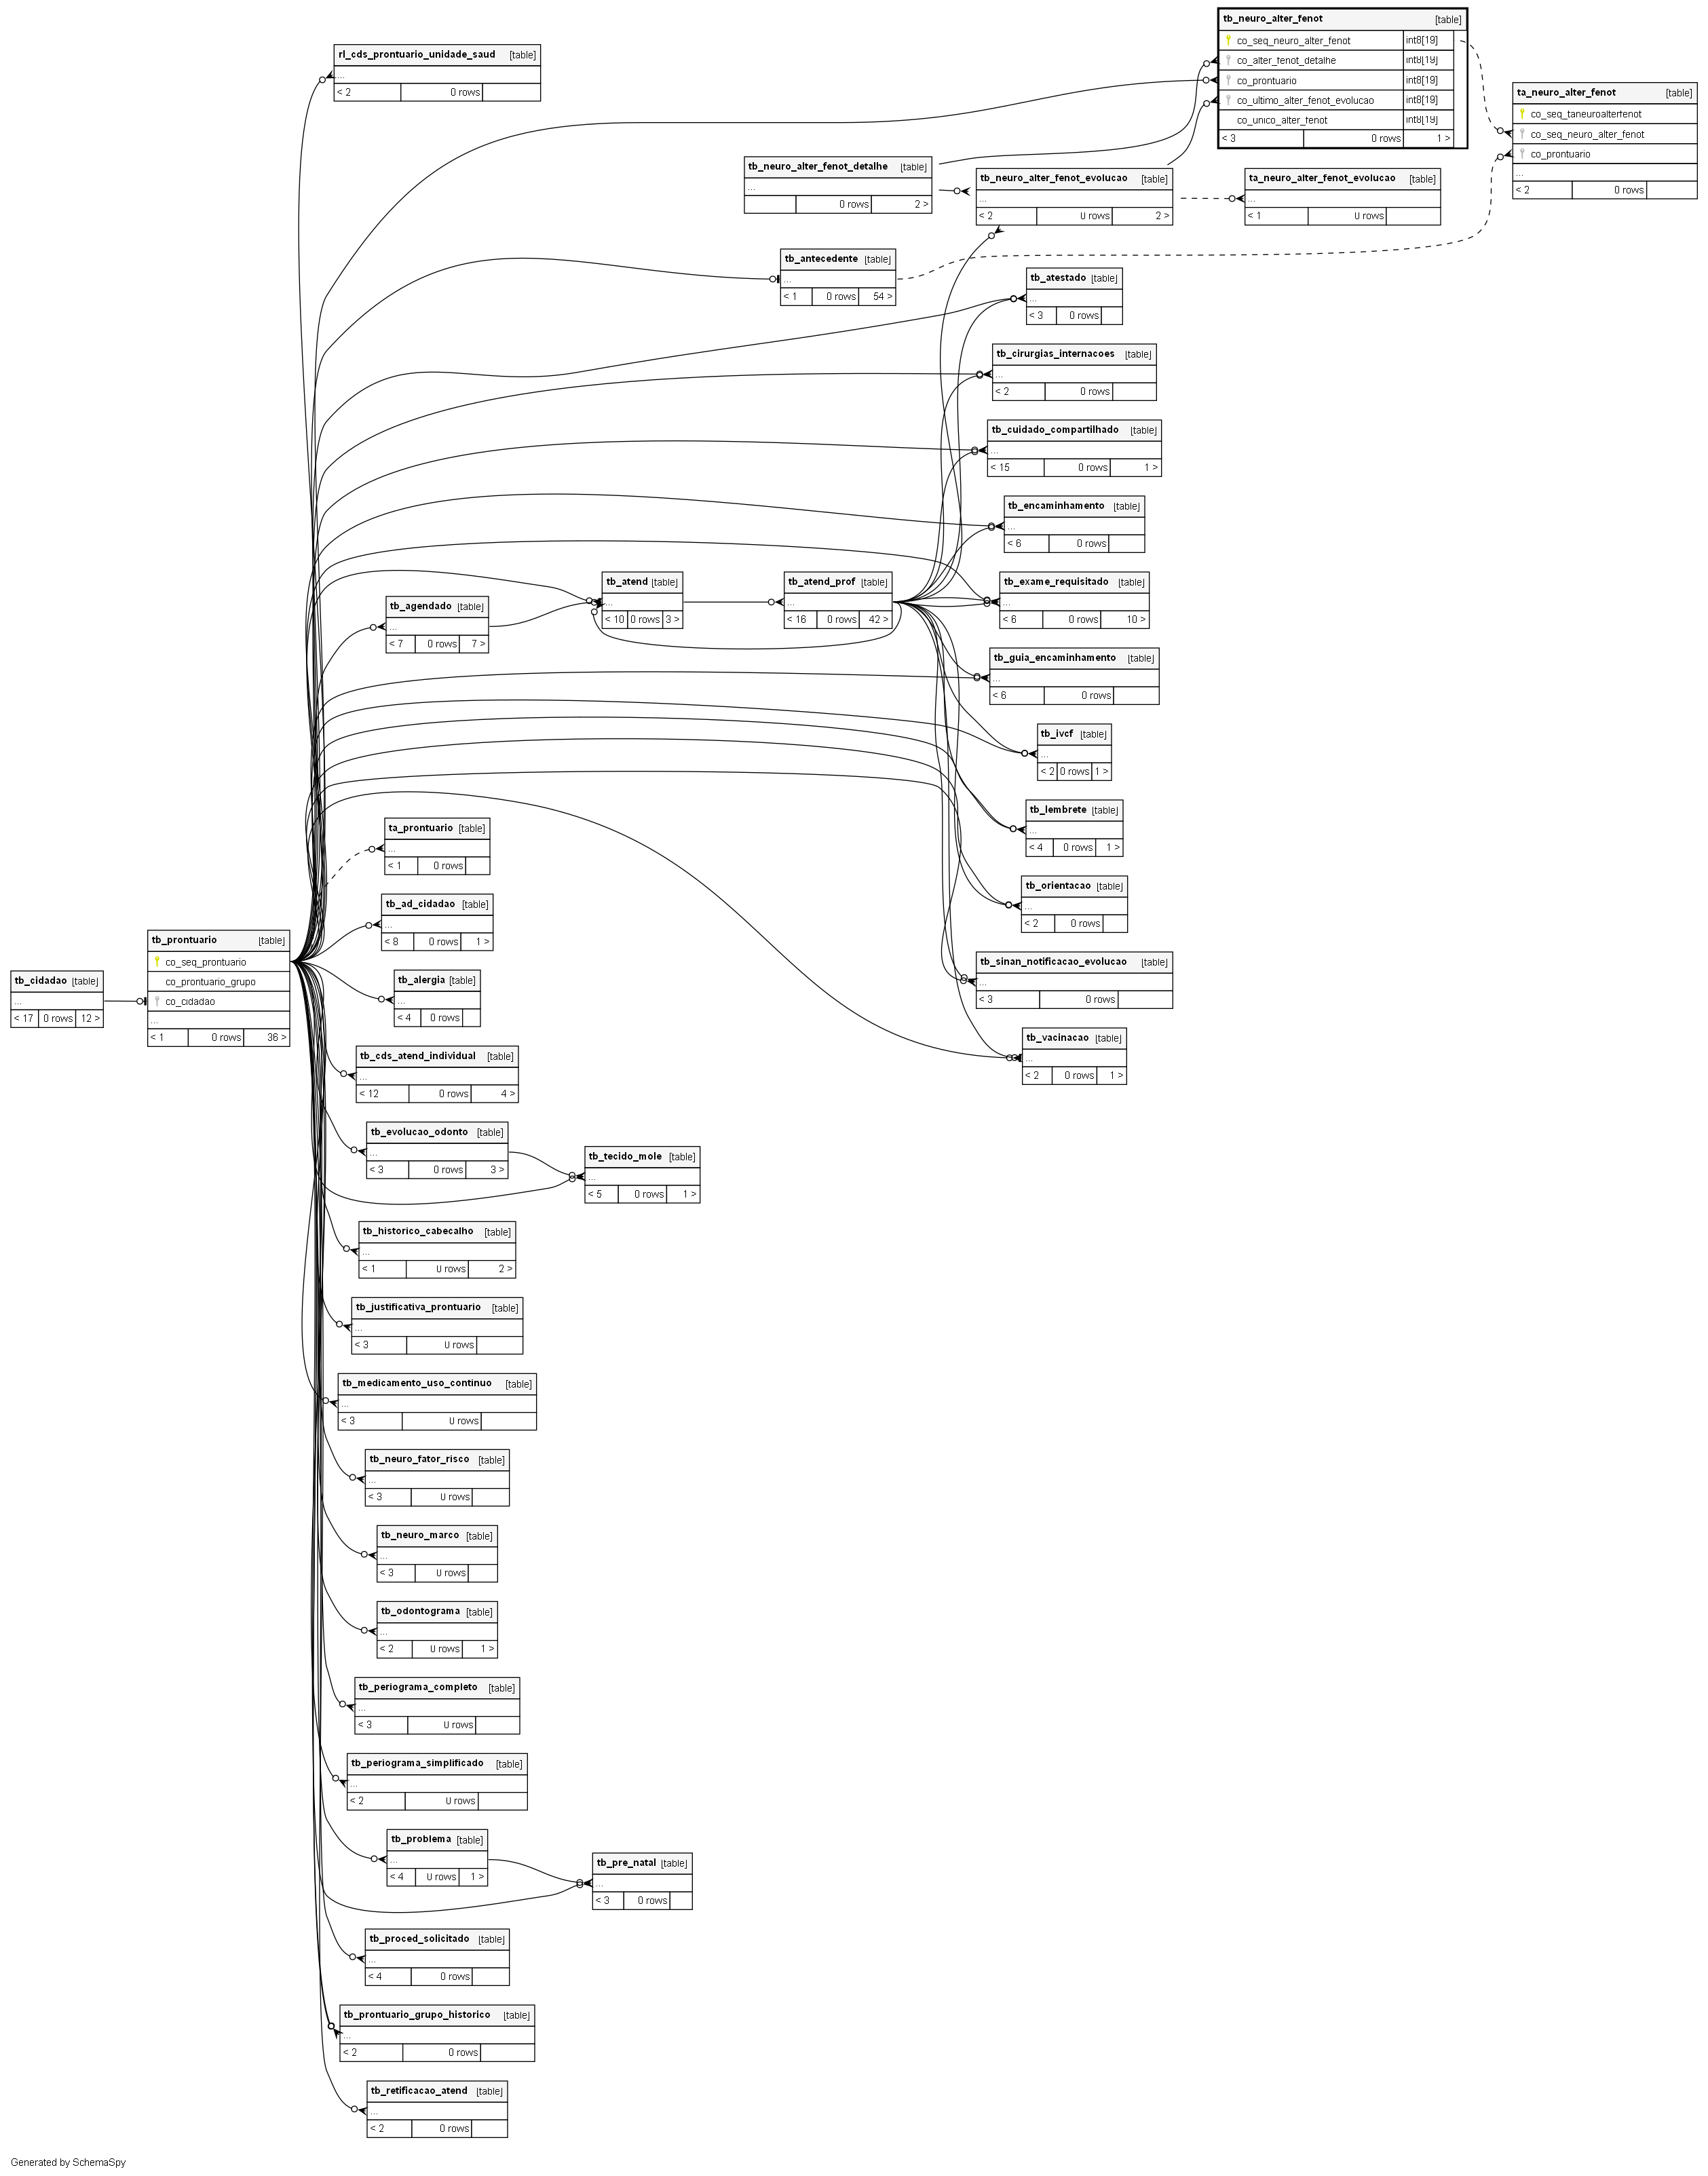 tb_neuro_alter_fenot [table]
co_seq_neuro_alter_fenot int8[19]
co_alter_fenot_detalhe int8[19]
co_prontuario int8[19]
co_ultimo_alter_fenot_evolucao int8[19]
co_unico_alter_fenot int8[19]
< 3 0 rows 1 >
rl_cds_prontuario_unidade_saud [table]
...
< 2 0 rows
ta_neuro_alter_fenot [table]
co_seq_taneuroalterfenot
co_seq_neuro_alter_fenot
co_prontuario
...
< 2 0 rows
tb_neuro_alter_fenot_detalhe [table]
...
0 rows 2 >
tb_neuro_alter_fenot_evolucao [table]
...
< 2 0 rows 2 >
ta_neuro_alter_fenot_evolucao [table]
...
< 1 0 rows
tb_antecedente [table]
...
< 1 0 rows 54 >
tb_atestado [table]
...
< 3 0 rows
tb_cirurgias_internacoes [table]
...
< 2 0 rows
tb_cuidado_compartilhado [table]
...
< 15 0 rows 1 >
tb_encaminhamento [table]
...
< 6 0 rows
tb_atend [table]
...
< 10 0 rows 3 >
tb_atend_prof [table]
...
< 16 0 rows 42 >
tb_exame_requisitado [table]
...
< 6 0 rows 10 >
tb_agendado [table]
...
< 7 0 rows 7 >
tb_guia_encaminhamento [table]
...
< 6 0 rows
tb_ivcf [table]
...
< 2 0 rows 1 >
tb_lembrete [table]
...
< 4 0 rows 1 >
ta_prontuario [table]
...
< 1 0 rows
tb_orientacao [table]
...
< 2 0 rows
tb_ad_cidadao [table]
...
< 8 0 rows 1 >
tb_prontuario [table]
co_seq_prontuario
co_prontuario_grupo
co_cidadao
...
< 1 0 rows 36 >
tb_cidadao [table]
...
< 17 0 rows 12 >
tb_sinan_notificacao_evolucao [table]
...
< 3 0 rows
tb_alergia [table]
...
< 4 0 rows
tb_vacinacao [table]
...
< 2 0 rows 1 >
tb_cds_atend_individual [table]
...
< 12 0 rows 4 >
tb_evolucao_odonto [table]
...
< 3 0 rows 3 >
tb_tecido_mole [table]
...
< 5 0 rows 1 >
tb_historico_cabecalho [table]
...
< 1 0 rows 2 >
tb_justificativa_prontuario [table]
...
< 3 0 rows
tb_medicamento_uso_continuo [table]
...
< 3 0 rows
tb_neuro_fator_risco [table]
...
< 3 0 rows
tb_neuro_marco [table]
...
< 3 0 rows
tb_odontograma [table]
...
< 2 0 rows 1 >
tb_periograma_completo [table]
...
< 3 0 rows
tb_periograma_simplificado [table]
...
< 2 0 rows
tb_problema [table]
...
< 4 0 rows 1 >
tb_pre_natal [table]
...
< 3 0 rows
tb_proced_solicitado [table]
...
< 4 0 rows
tb_prontuario_grupo_historico [table]
...
< 2 0 rows
tb_retificacao_atend [table]
...
< 2 0 rows
Generated by SchemaSpy